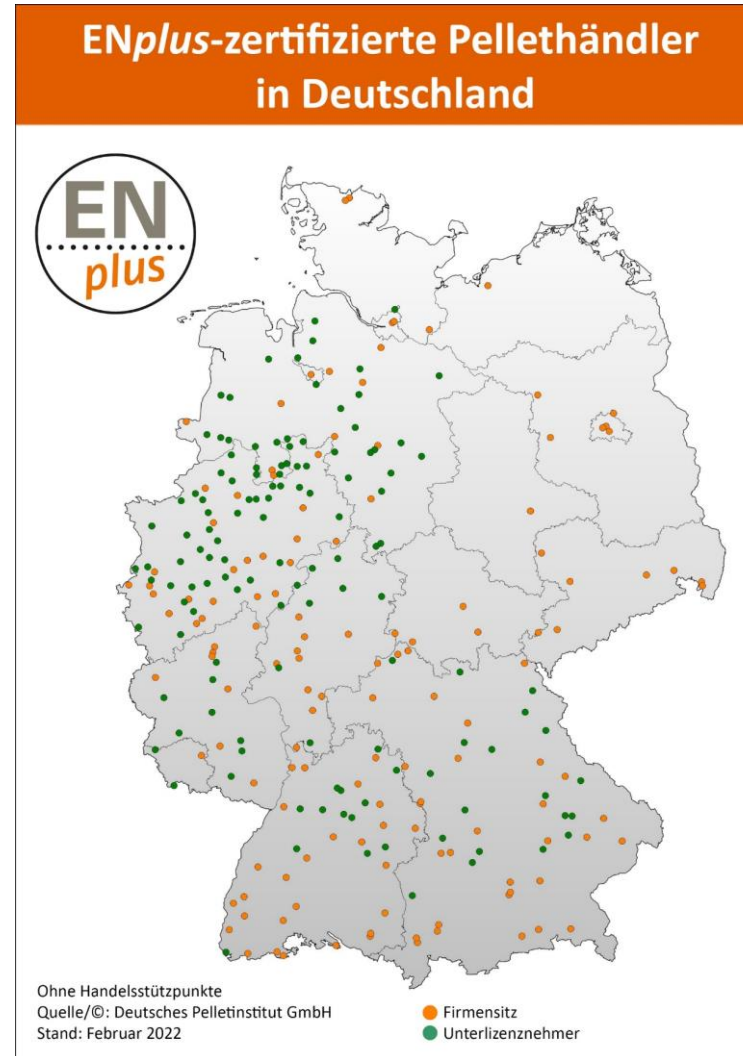 ENplus-zertifizierte Pellethändler
in Deutschland
EN
plus
Ohne Handelsstützpunkte
Quelle/©: Deutsches Pelletinstitut GmbH
Stand: Februar 2022
Firmensitz
Unterlizenznehmer